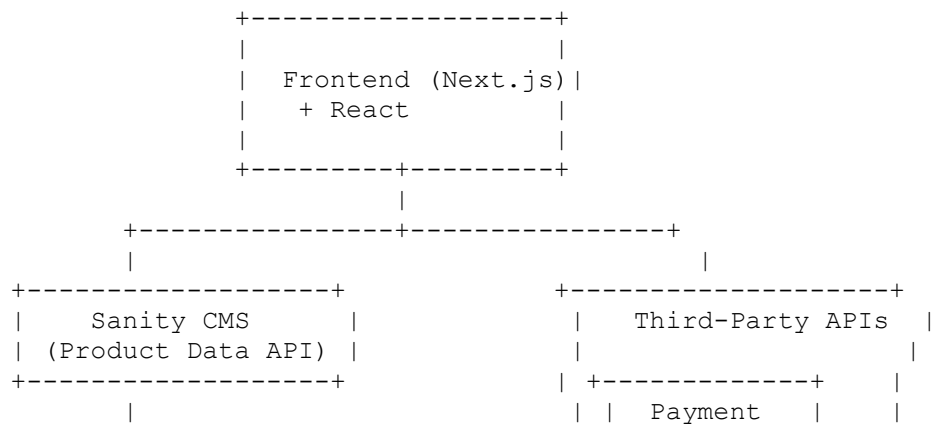 Frontend (Next.js)
+ React
Sanity CMS
(Product Data API)
Third-Party APIs
Payment